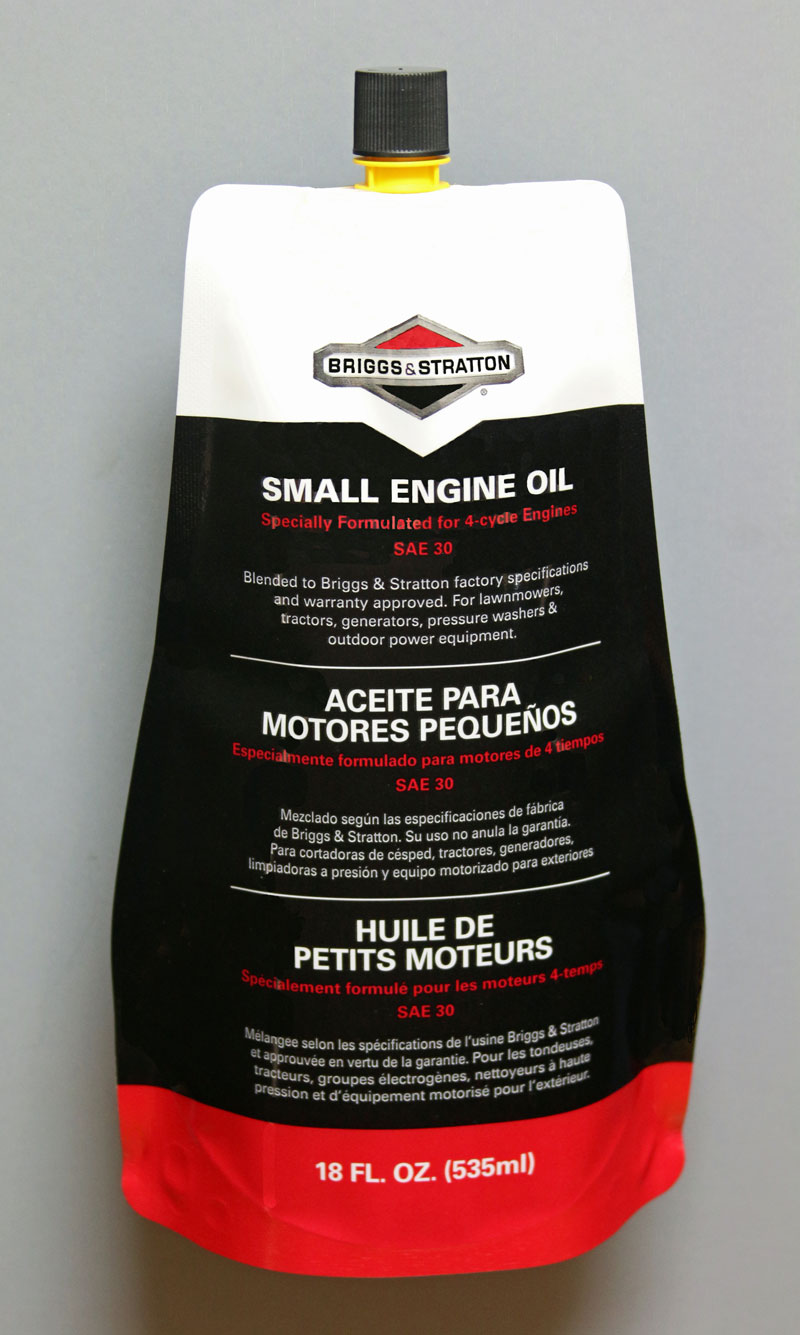 BRIGGS&STRATTON
®
SMALL ENGINE OIL
Specially Formulated for 4-cycle Engines
SAE 30
Blended to Briggs & Stratton factory specifications
and warranty approved. For lawnmowers,
tractors, generators, pressure washers &
outdoor power equipment.
ACEITE PARA
MOTORES PEQUEÑOS
Especialmente formulado para motores de 4 tiempos
SAE 30
Mezclado según las especificaciones de fábrica
de Briggs & Stratton. Su uso no anula la garantía.
Para cortadoras de césped, tractores, generadores,
limpiadoras a presión y equipo motorizado para exteriores
HUILE DE
PETITS MOTEURS
Spécialement formulé pour les moteurs 4-temps
SAE 30
Mélangee selon les spécifications de l'usine Briggs & Stratton
et approuvée en vertu de la garantie. Pour les tondeuses,
tracteurs, groupes électrogènes, nettoyeurs à haute
pression et d'équipement motorisé pour l'extérieur.
18 FL. OZ. (535ml)